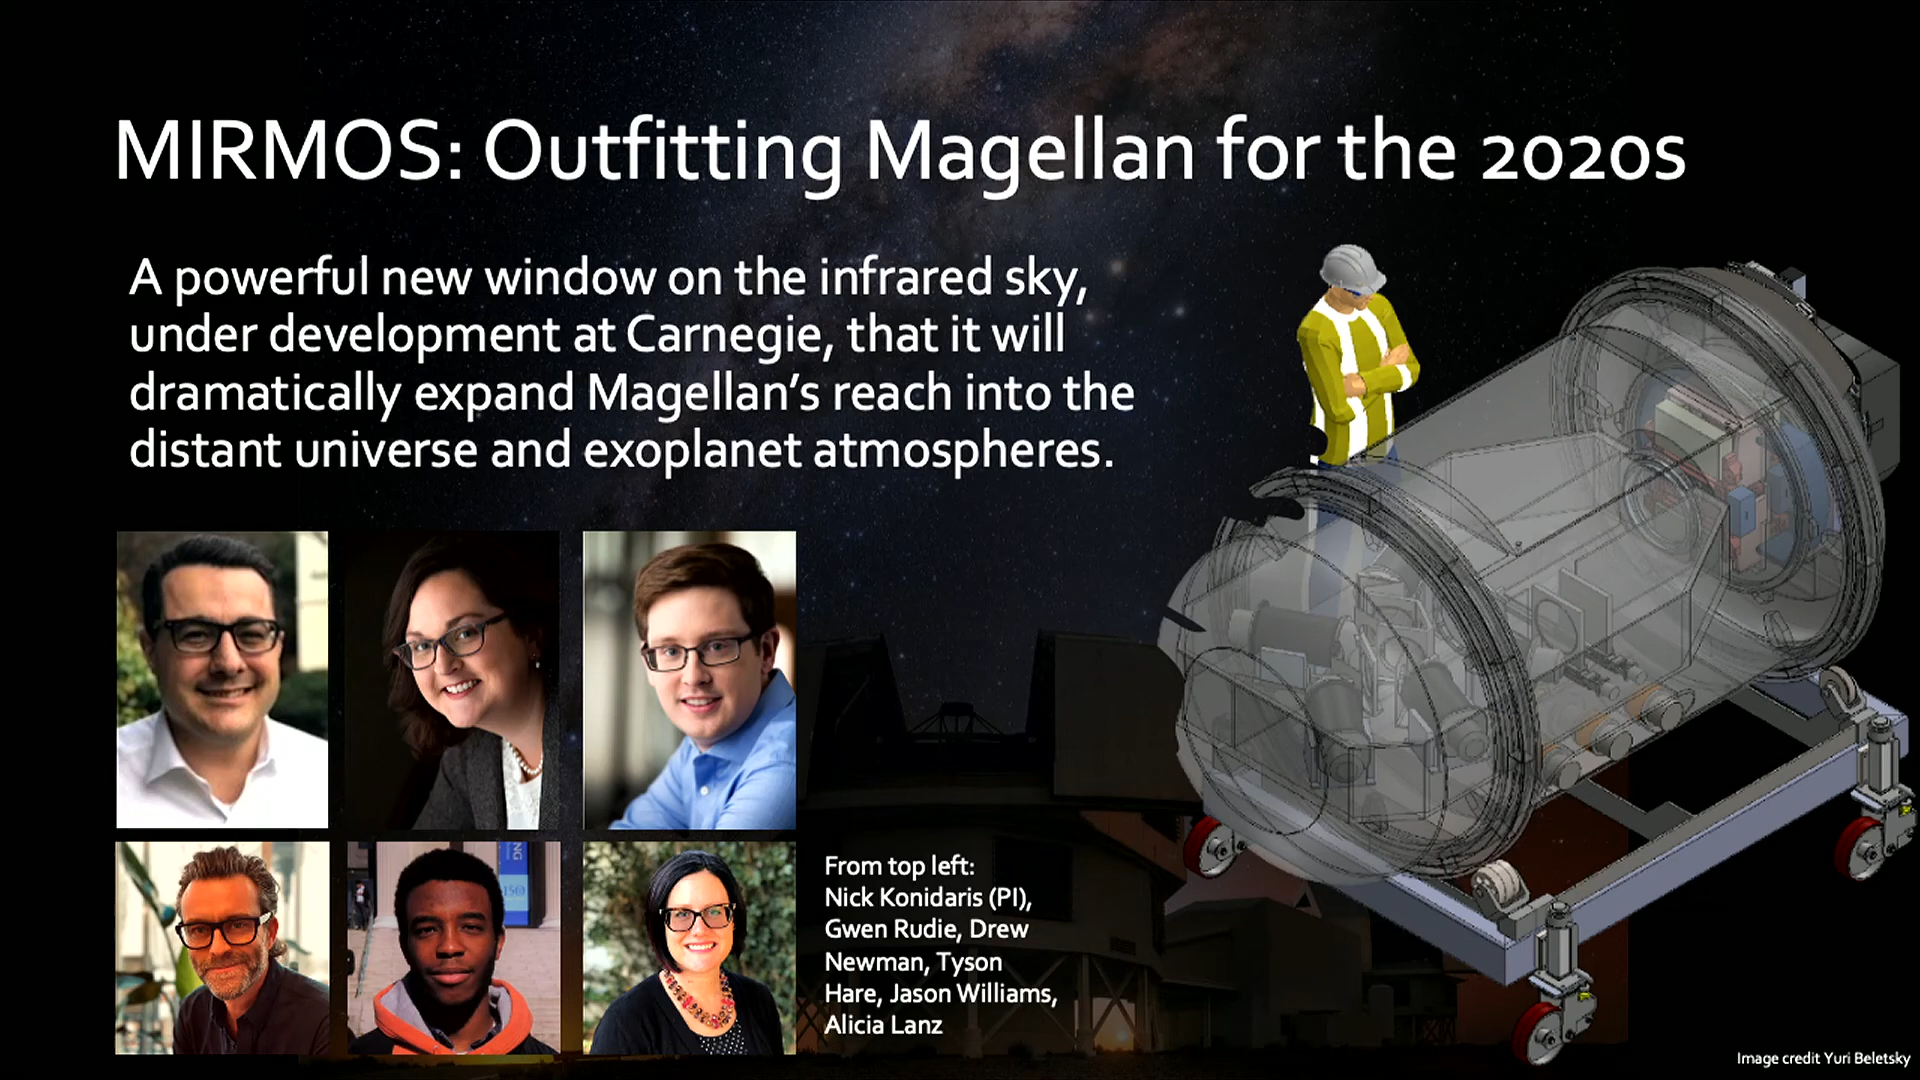 MIRMOS: Outfitting Magellan for the 2020s
A powerful new window on the infrared sky,
under development at Carnegie, that it will
dramatically expand Magellan's reach into the
distant universe and exoplanet atmospheres.
From top left:
Nick Konidaris (PI),
Gwen Rudie, Drew
Newman, Tyson
Hare, Jason Williams,
Alicia Lanz
Image credit Yuri Beletsky